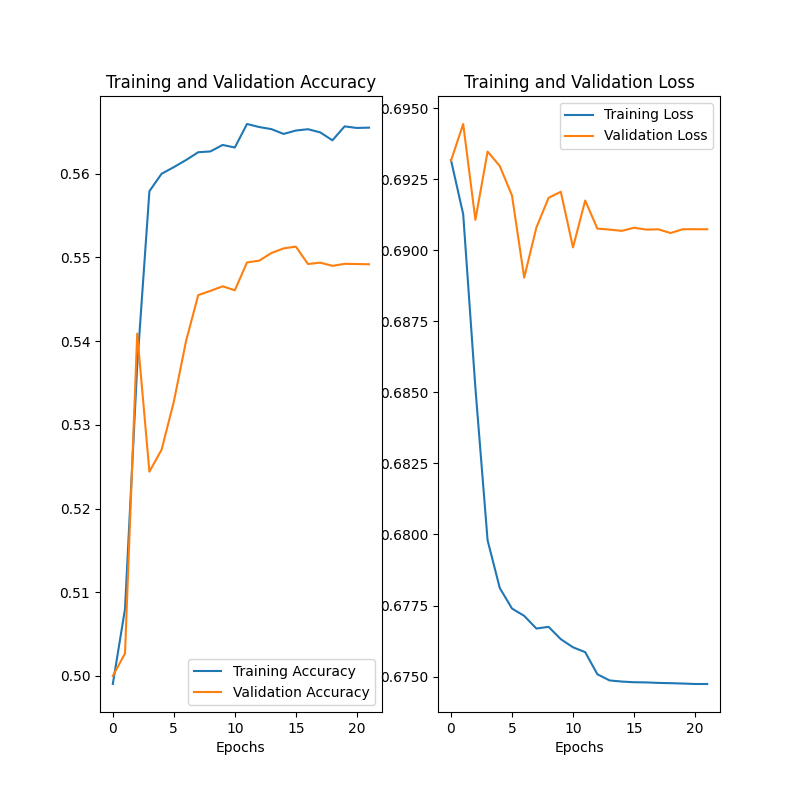 Training and Validation Accuracy
0.56
0.55
0.54
0.53
0.52
0.51
0.50
Training Accuracy
Validation Accuracy
0 5 10 15 20
Epochs
Training and Validation Loss
0.6950
0.6925
0.6900
0.6875
0.6850
0.6825
0.6800
0.6775
0.6750
Training Loss
Validation Loss
0 5 10 15 20
Epochs